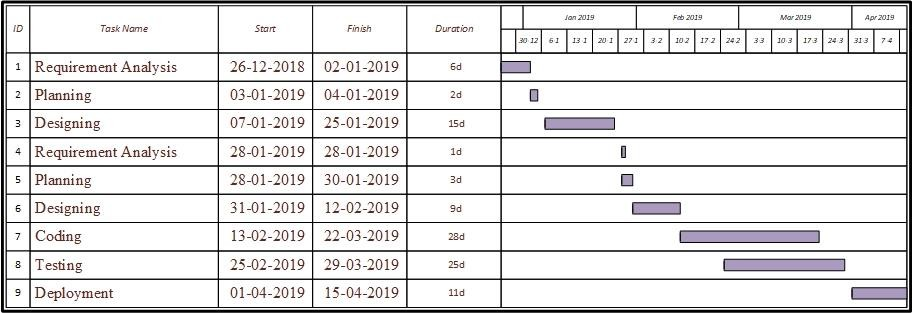 ID Task Name Start Finish Duration Jan 2019 Feb 2019 Mar 2019 Apr 2019
30-12 6-1 13-1 20-1 27-1 3-2 10-2 17-2 24-2 3-3 10-3 17-3 24-3 31-3 7-4
1 Requirement Analysis 26-12-2018 02-01-2019 6d
2 Planning 03-01-2019 04-01-2019 2d
3 Designing 07-01-2019 25-01-2019 15d
4 Requirement Analysis 28-01-2019 28-01-2019 1d
5 Planning 28-01-2019 30-01-2019 3d
6 Designing 31-01-2019 12-02-2019 9d
7 Coding 13-02-2019 22-03-2019 28d
8 Testing 25-02-2019 29-03-2019 25d
9 Deployment 01-04-2019 15-04-2019 11d